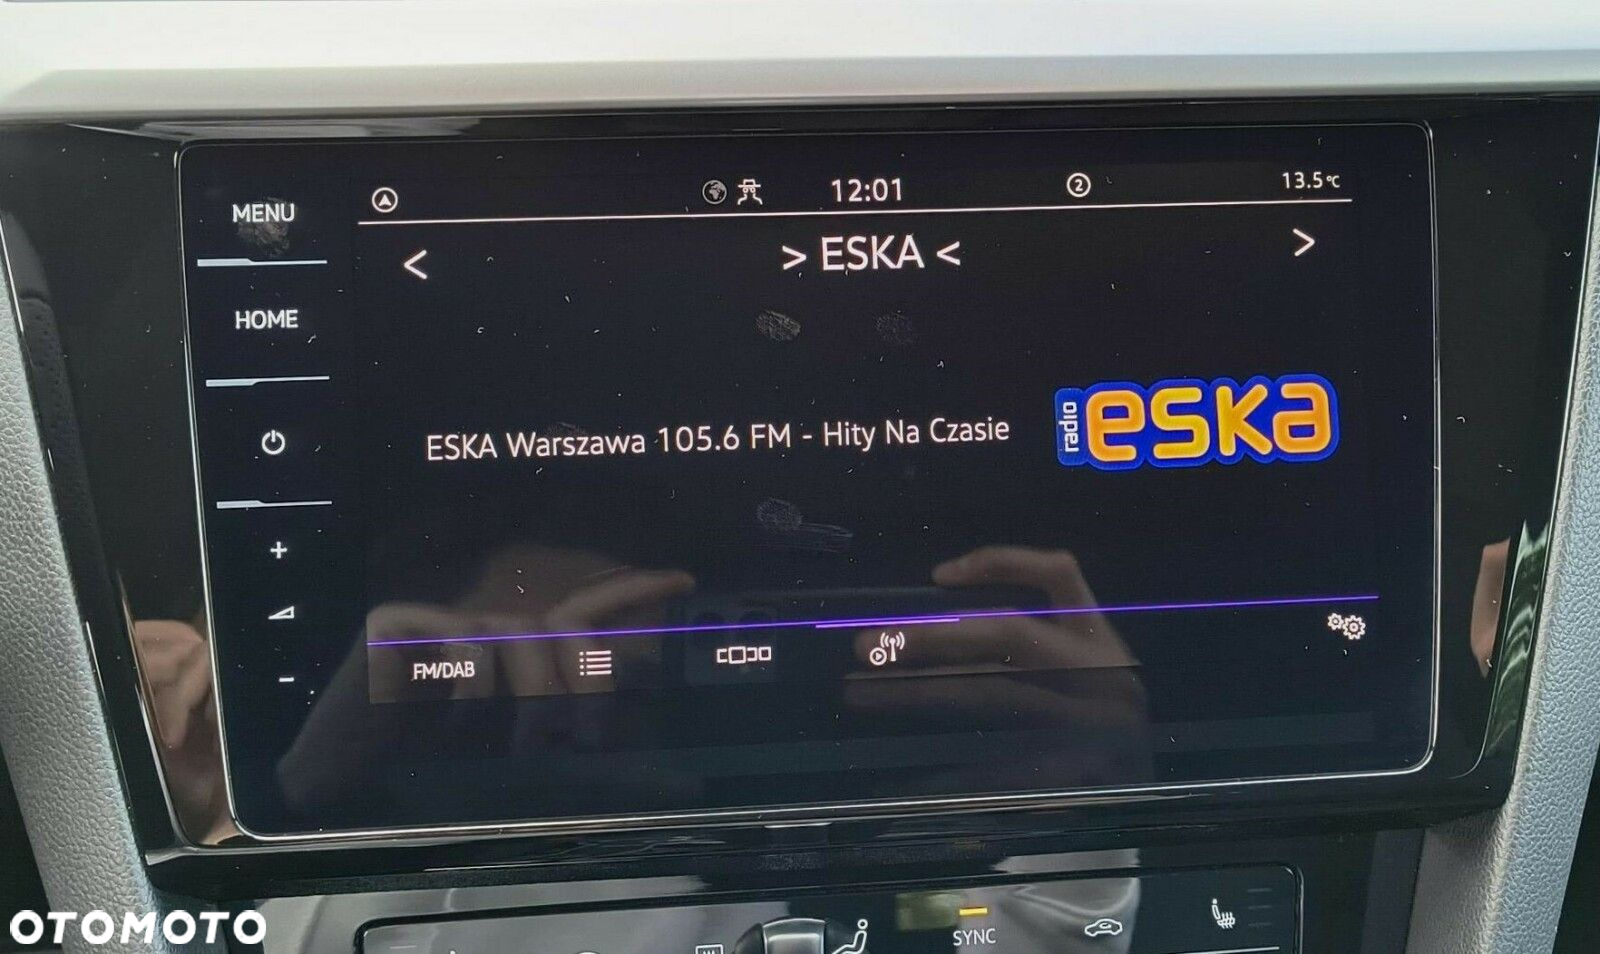 12:01
2
13.5°C
MENU
> ESKA <
HOME
ESKA Warszawa 105.6 FM - Hity Na Czasie
radio eska
+
-
FM/DAB
SYNC
OTOMOTO